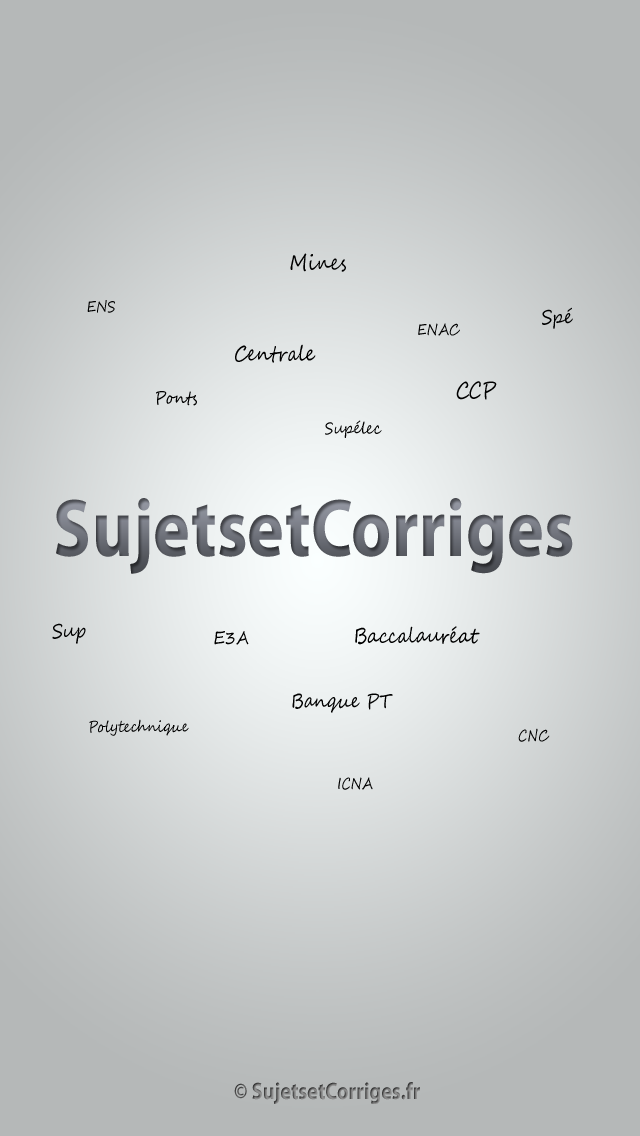 Mines
ENS
Spé
ENAC
Centrale
CCP
Ponts
Supélec
SujetsetCorriges
Sup
E3A
Baccalauréat
Banque PT
Polytechnique
CNC
ICNA
© SujetsetCorriges.fr